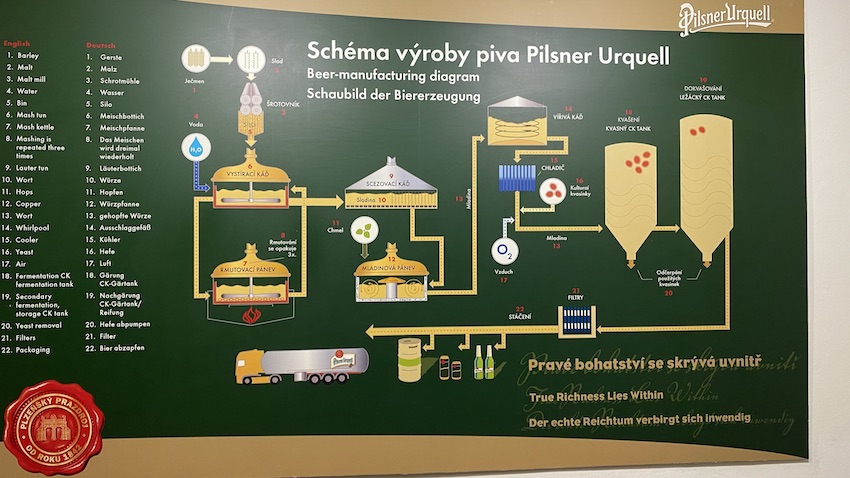 Pilsner Urquell
Schéma výroby piva Pilsner Urquell
Beer-manufacturing diagram
Schaubild der Biererzeugung
English
1. Barley
2. Malt
3. Malt mill
4. Water
5. Bin
6. Mash tun
7. Mash kettle
8. Mashing is
repeated three
times
9. Lauter tun
10. Wort
11. Hops
12. Copper
13. Wort
14. Whirlpool
15. Cooler
16. Yeast
17. Air
18. Fermentation CK
fermentation tank
19. Secondary
fermentation,
storage CK tank
20. Yeast removal
21. Filters
22. Packaging
Deutsch
1. Gerste
2. Malz
3. Schrotmühle
4. Wasser
5. Silo
6. Meischbottich
7. Meischpfanne
8. Das Meischen
wird dreimal
wiederholt
9. Läuterbottich
10. Würze
11. Hopfen
12. Würzpfanne
13. gehopfte Würze
14. Ausschlaggefäß
15. Kühler
16. Hefe
17. Luft
18. Gärung
CK-Gärtank
19. Nachgärung
CK-Gärtank/
Reifung
20. Hefe abpumpen
21. Filter
22. Bier abzapfen
Ječmen
1
Slad
2
ŠROTOVNÍK
3
SILO
5
4
Voda
H₂O
6
VYSTÍRACÍ KÁĎ
8
Rmutování
se opakuje
3x.
7
RMUTOVACÍ PÁNEV
9
SCEZOVACÍ KÁĎ
Sladina 10
11
Chmel
12
MLADINOVÁ PÁNEV
13
Mladina
14
VÍŘIVÁ KÁĎ
15
CHLADIČ
16
Kulturní
kvasinky
O₂
Vzduch
17
Mladina
13
18
KVAŠENÍ
KVASNÝ CK TANK
19
DOKVAŠOVÁNÍ
LEŽÁCKÝ CK TANK
Odčerpání
použitých
kvasinek
20
21
FILTRY
22
STÁČENÍ
Pravé bohatství se skrývá uvnitř
True Richness Lies Within
Der echte Reichtum verbirgt sich inwendig
PLZEŇSKÝ PRAZDROJ
OD ROKU 1842